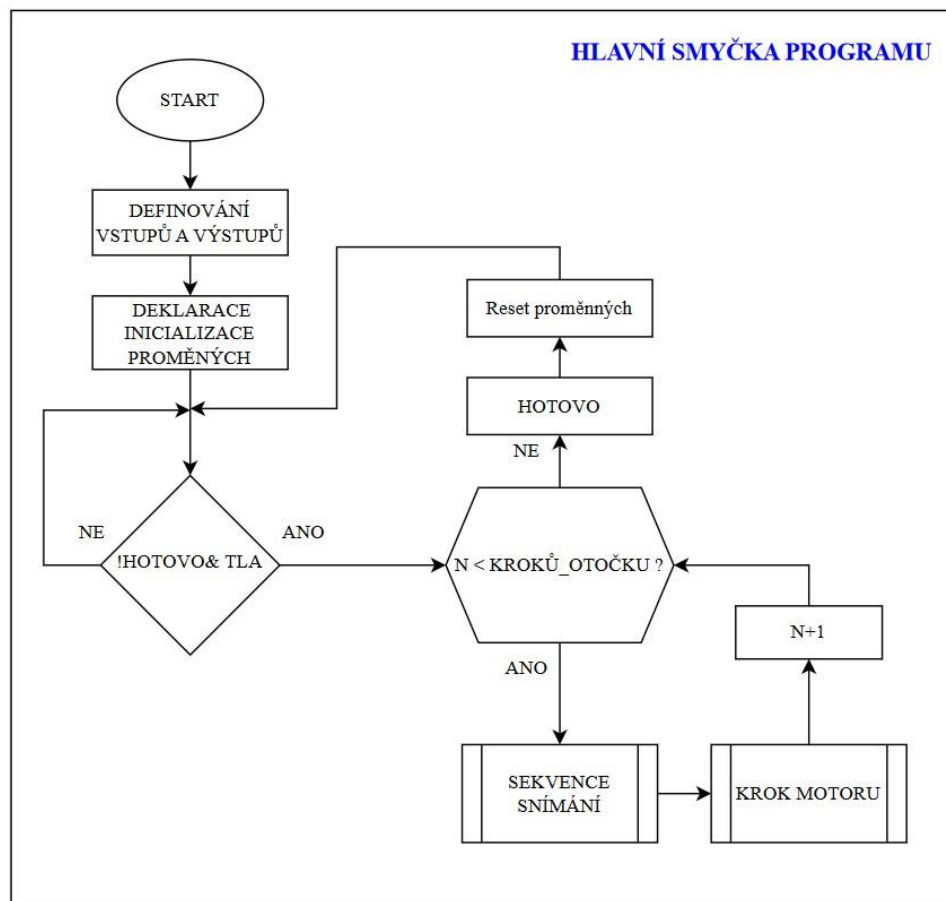 HLAVNÍ SMYČKA PROGRAMU
START
DEFINOVÁNÍ
VSTUPŮ A VÝSTUPŮ
DEKLARACE
INICIALIZACE
PROMĚNÝCH
Reset proměnných
HOTOVO
NE
NE
!HOTOVO& TLA
ANO
N < KROKŮ_OTOČKU ?
N+1
ANO
SEKVENCE
SNÍMÁNÍ
KROK MOTORU